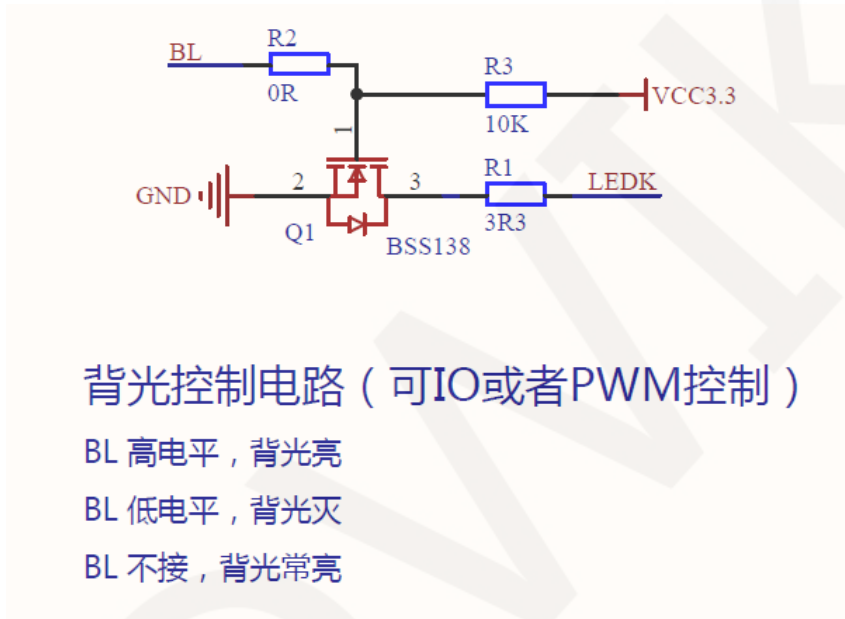 BL
R2
0R
R3
10K
VCC3.3
1
GND
2
3
R1
3R3
LEDK
Q1
BSS138
背光控制电路（可IO或者PWM控制）
BL 高电平，背光亮
BL 低电平，背光灭
BL 不接，背光常亮